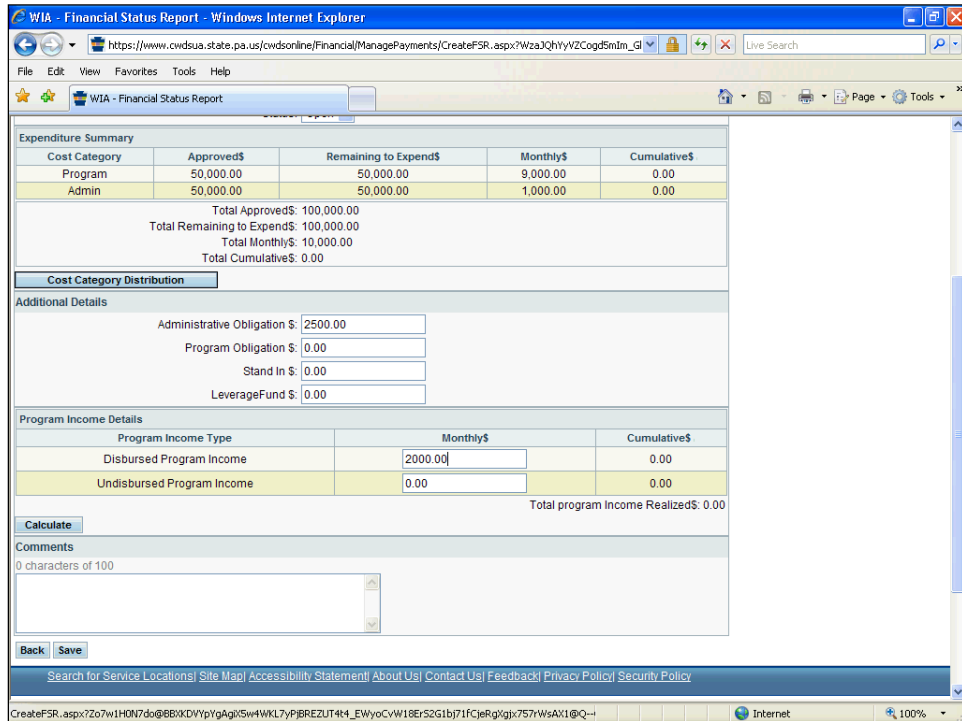 WIA - Financial Status Report - Windows Internet Explorer
https://www.cwdsua.state.pa.us/cwdsonline/Financial/ManagePayments/CreateFSR.aspx?WzaJQhYyVZCogd5mIm_Gl
Live Search
File Edit View Favorites Tools Help
WIA - Financial Status Report
Page Tools
Status: Open
Expenditure Summary
Cost Category Approved$ Remaining to Expend$ Monthly$ Cumulative$
Program 50,000.00 50,000.00 9,000.00 0.00
Admin 50,000.00 50,000.00 1,000.00 0.00
Total Approved$: 100,000.00
Total Remaining to Expend$: 100,000.00
Total Monthly$: 10,000.00
Total Cumulative$: 0.00
Cost Category Distribution
Additional Details
Administrative Obligation $: 2500.00
Program Obligation $: 0.00
Stand In $: 0.00
LeverageFund $: 0.00
Program Income Details
Program Income Type Monthly$ Cumulative$
Disbursed Program Income 2000.00 0.00
Undisbursed Program Income 0.00 0.00
Total program Income Realized$: 0.00
Calculate
Comments
0 characters of 100
Back Save
Search for Service Locations| Site Map| Accessibility Statement| About Us| Contact Us| Feedback| Privacy Policy| Security Policy
Internet 100%